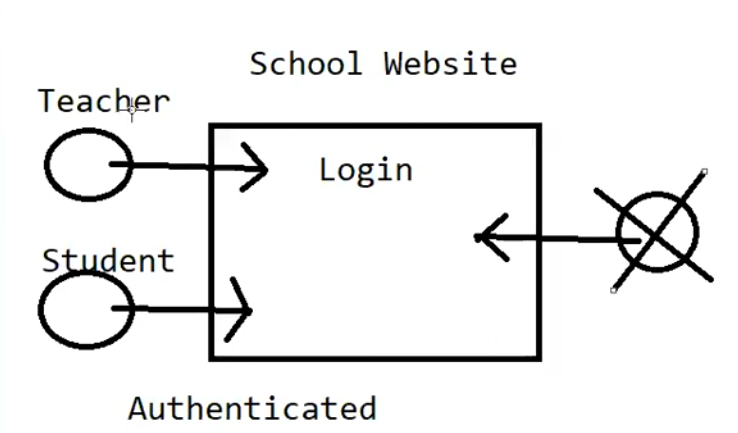 School Website
Teacher
Login
Student
Authenticated